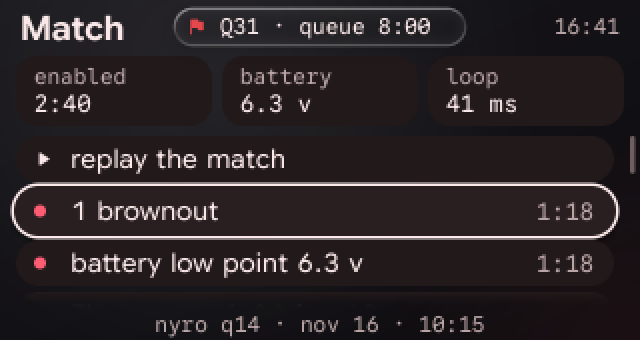 Match
Q31 · queue 8:00
16:41
enabled
2:40
battery
6.3 v
loop
41 ms
replay the match
1 brownout 1:18
battery low point 6.3 v 1:18
nyro q14 · nov 16 · 10:15